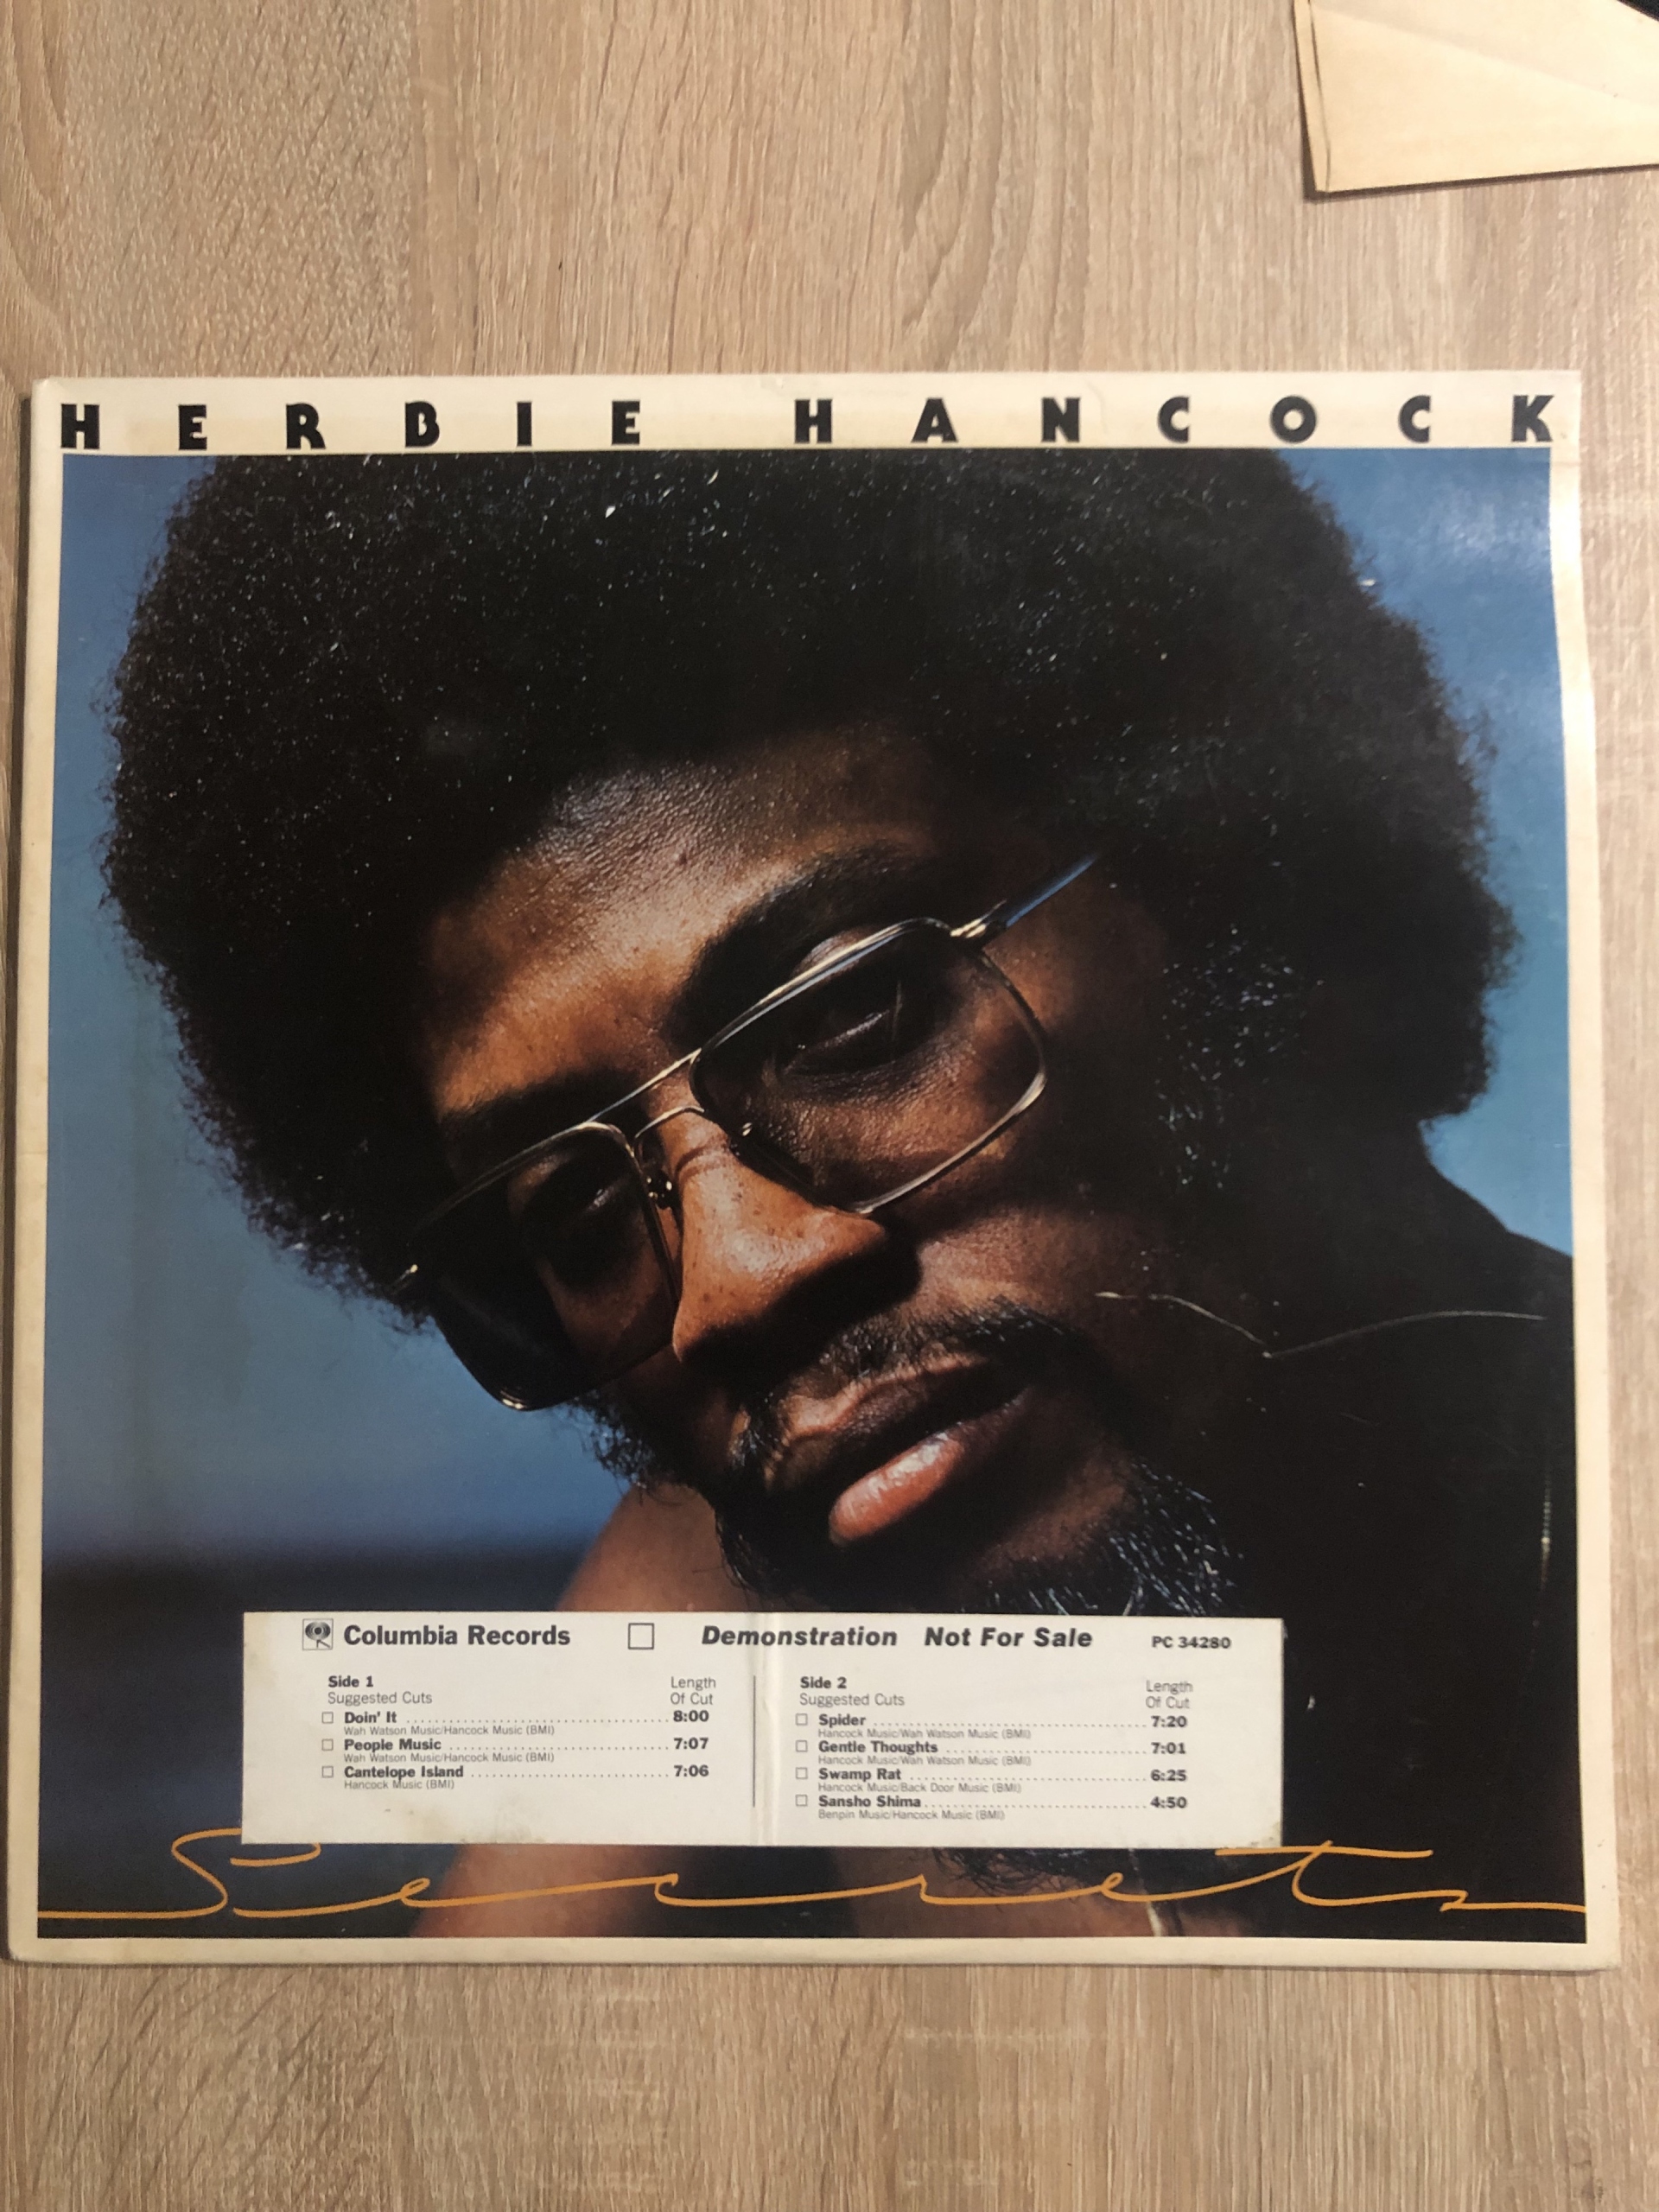 HERBIE HANCOCK
Columbia Records Demonstration Not For Sale PC 34280
Side 1 Length
Suggested Cuts Of Cut
Doin' It 8:00
Wah Watson Music/Hancock Music (BMI)
People Music 7:07
Wah Watson Music/Hancock Music (BMI)
Cantelope Island 7:06
Hancock Music (BMI)
Side 2 Length
Suggested Cuts Of Cut
Spider 7:20
Hancock Music/Wah Watson Music (BMI)
Gentle Thoughts 7:01
Hancock Music/Wah Watson Music (BMI)
Swamp Rat 6:25
Hancock Music/Back Door Music (BMI)
Sansho Shima 4:50
Benpin Music/Hancock Music (BMI)
Secrets